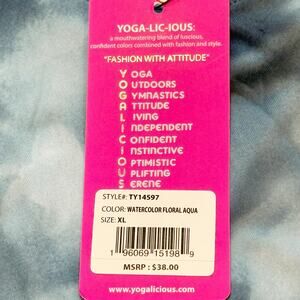 YOGA-LIC-IOUS:
a mouthwatering blend of luscious,
confident colors combined with fashion and style.
"FASHION WITH ATTITUDE"
YOGA
OUTDOORS
GYMNASTICS
ATTITUDE
LIVING
INDEPENDENT
CONFIDENT
INSTINCTIVE
OPTIMISTIC
UPLIFTING
SERENE
STYLE#: TY14597
COLOR: WATERCOLOR FLORAL AQUA
SIZE: XL
1 96069 15198 9
MSRP : $38.00
www.yogalicious.com